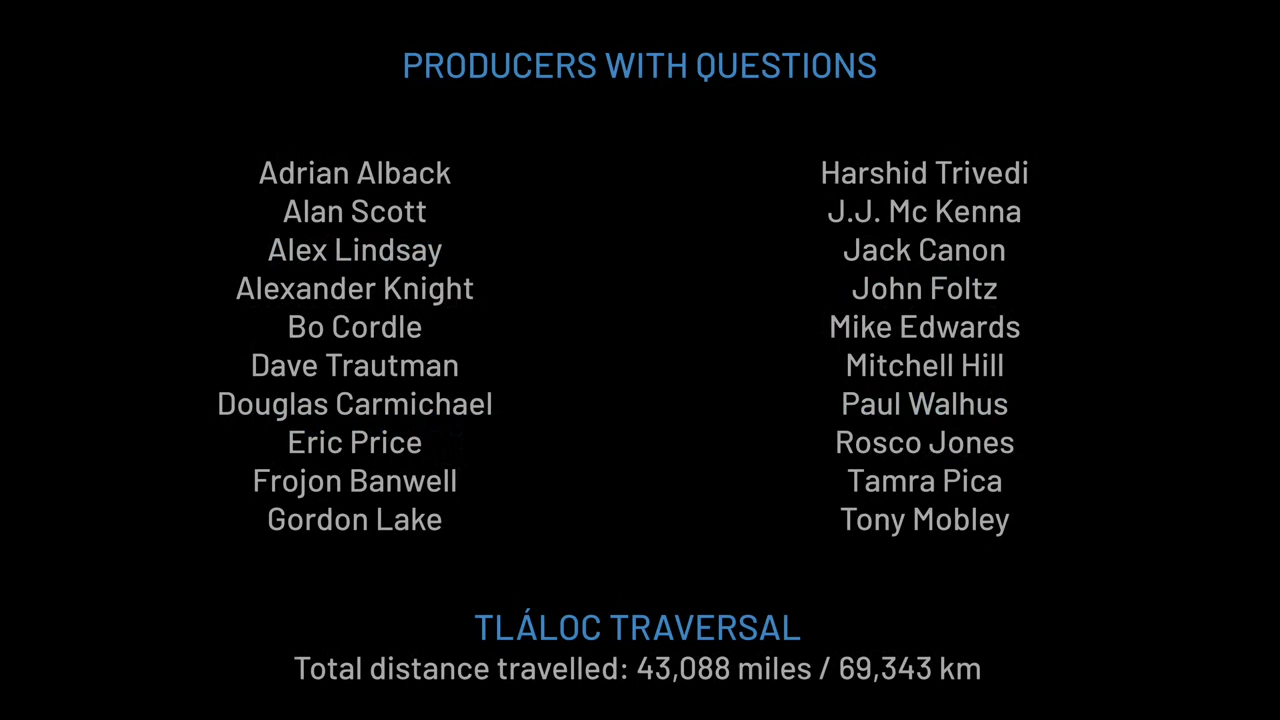 PRODUCERS WITH QUESTIONS
Adrian Alback
Alan Scott
Alex Lindsay
Alexander Knight
Bo Cordle
Dave Trautman
Douglas Carmichael
Eric Price
Frojon Banwell
Gordon Lake
Harshid Trivedi
J.J. Mc Kenna
Jack Canon
John Foltz
Mike Edwards
Mitchell Hill
Paul Walhus
Rosco Jones
Tamra Pica
Tony Mobley
TLÁLOC TRAVERSAL
Total distance travelled: 43,088 miles / 69,343 km